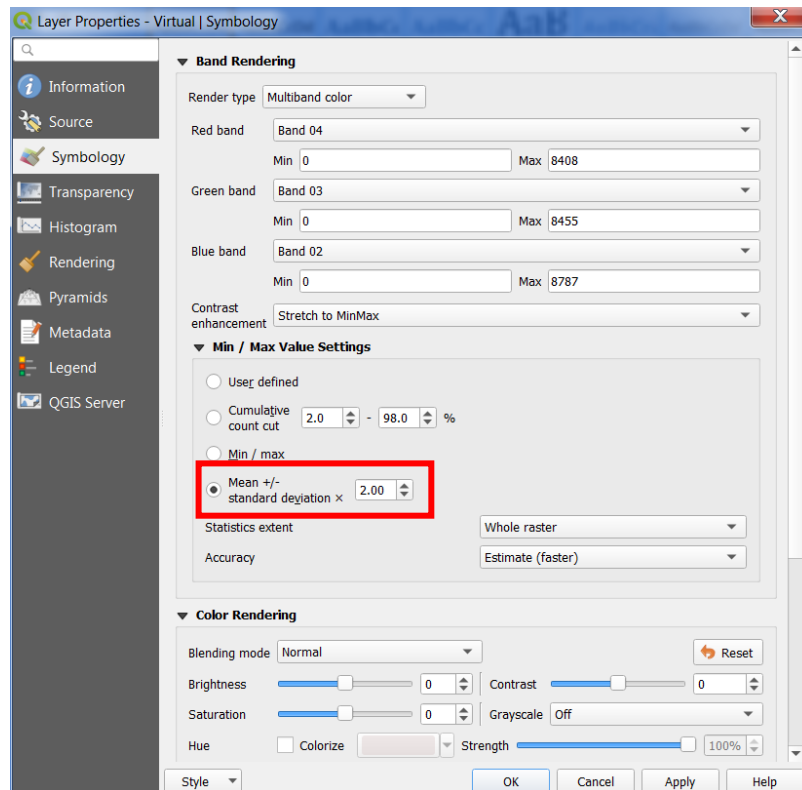 Layer Properties - Virtual | Symbology
AaB
X
Information
Source
Symbology
Transparency
Histogram
Rendering
Pyramids
Metadata
Legend
QGIS Server
Band Rendering
Render type Multiband color
Red band Band 04
Min 0 Max 8408
Green band Band 03
Min 0 Max 8455
Blue band Band 02
Min 0 Max 8787
Contrast
enhancement Stretch to MinMax
Min / Max Value Settings
User defined
Cumulative
count cut 2.0 - 98.0 %
Min / max
Mean +/-
standard deviation × 2.00
Statistics extent Whole raster
Accuracy Estimate (faster)
Color Rendering
Blending mode Normal Reset
Brightness 0 Contrast 0
Saturation 0 Grayscale Off
Hue Colorize Strength 100%
Style OK Cancel Apply Help